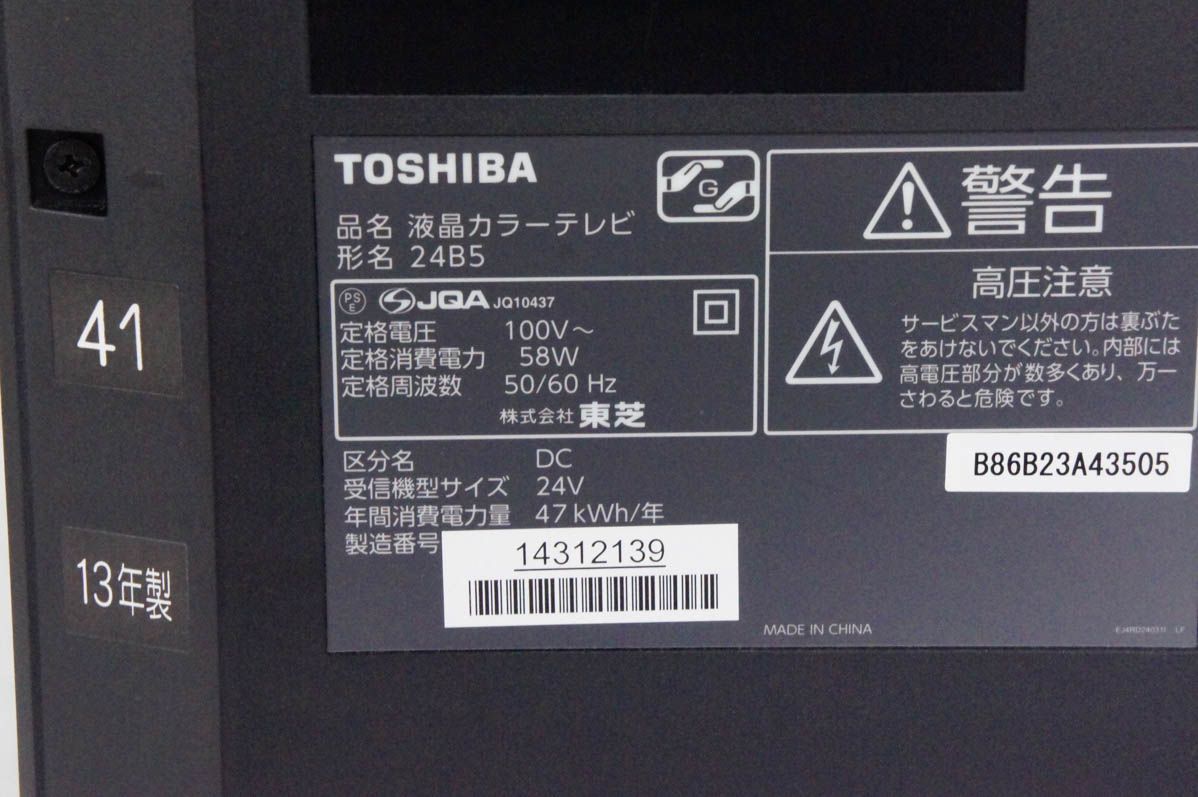 TOSHIBA
G
品名 液晶カラーテレビ
形名 24B5
PS
E
JQA JQ10437
定格電圧 100V～
定格消費電力 58W
定格周波数 50/60 Hz
株式会社 東芝
区分名 DC
受信機型サイズ 24V
年間消費電力量 47kWh/年
製造番号
14312139
警告
高圧注意
サービスマン以外の方は裏ぶた
をあけないでください。内部には
高電圧部分が数多くあり、万一
さわると危険です。
B86B23A43505
MADE IN CHINA
41
13年製